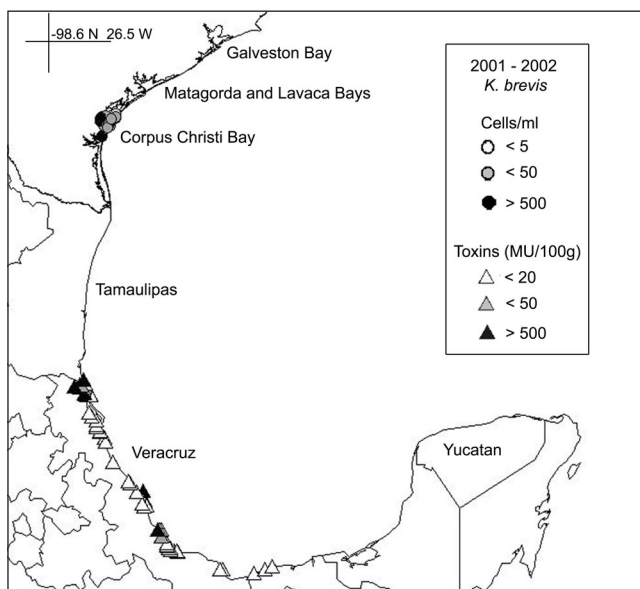 -98.6 N 26.5 W
Galveston Bay
Matagorda and Lavaca Bays
Corpus Christi Bay
Tamaulipas
Veracruz
Yucatan
2001 - 2002
K. brevis
Cells/ml
< 5
< 50
> 500
Toxins (MU/100g)
< 20
< 50
> 500